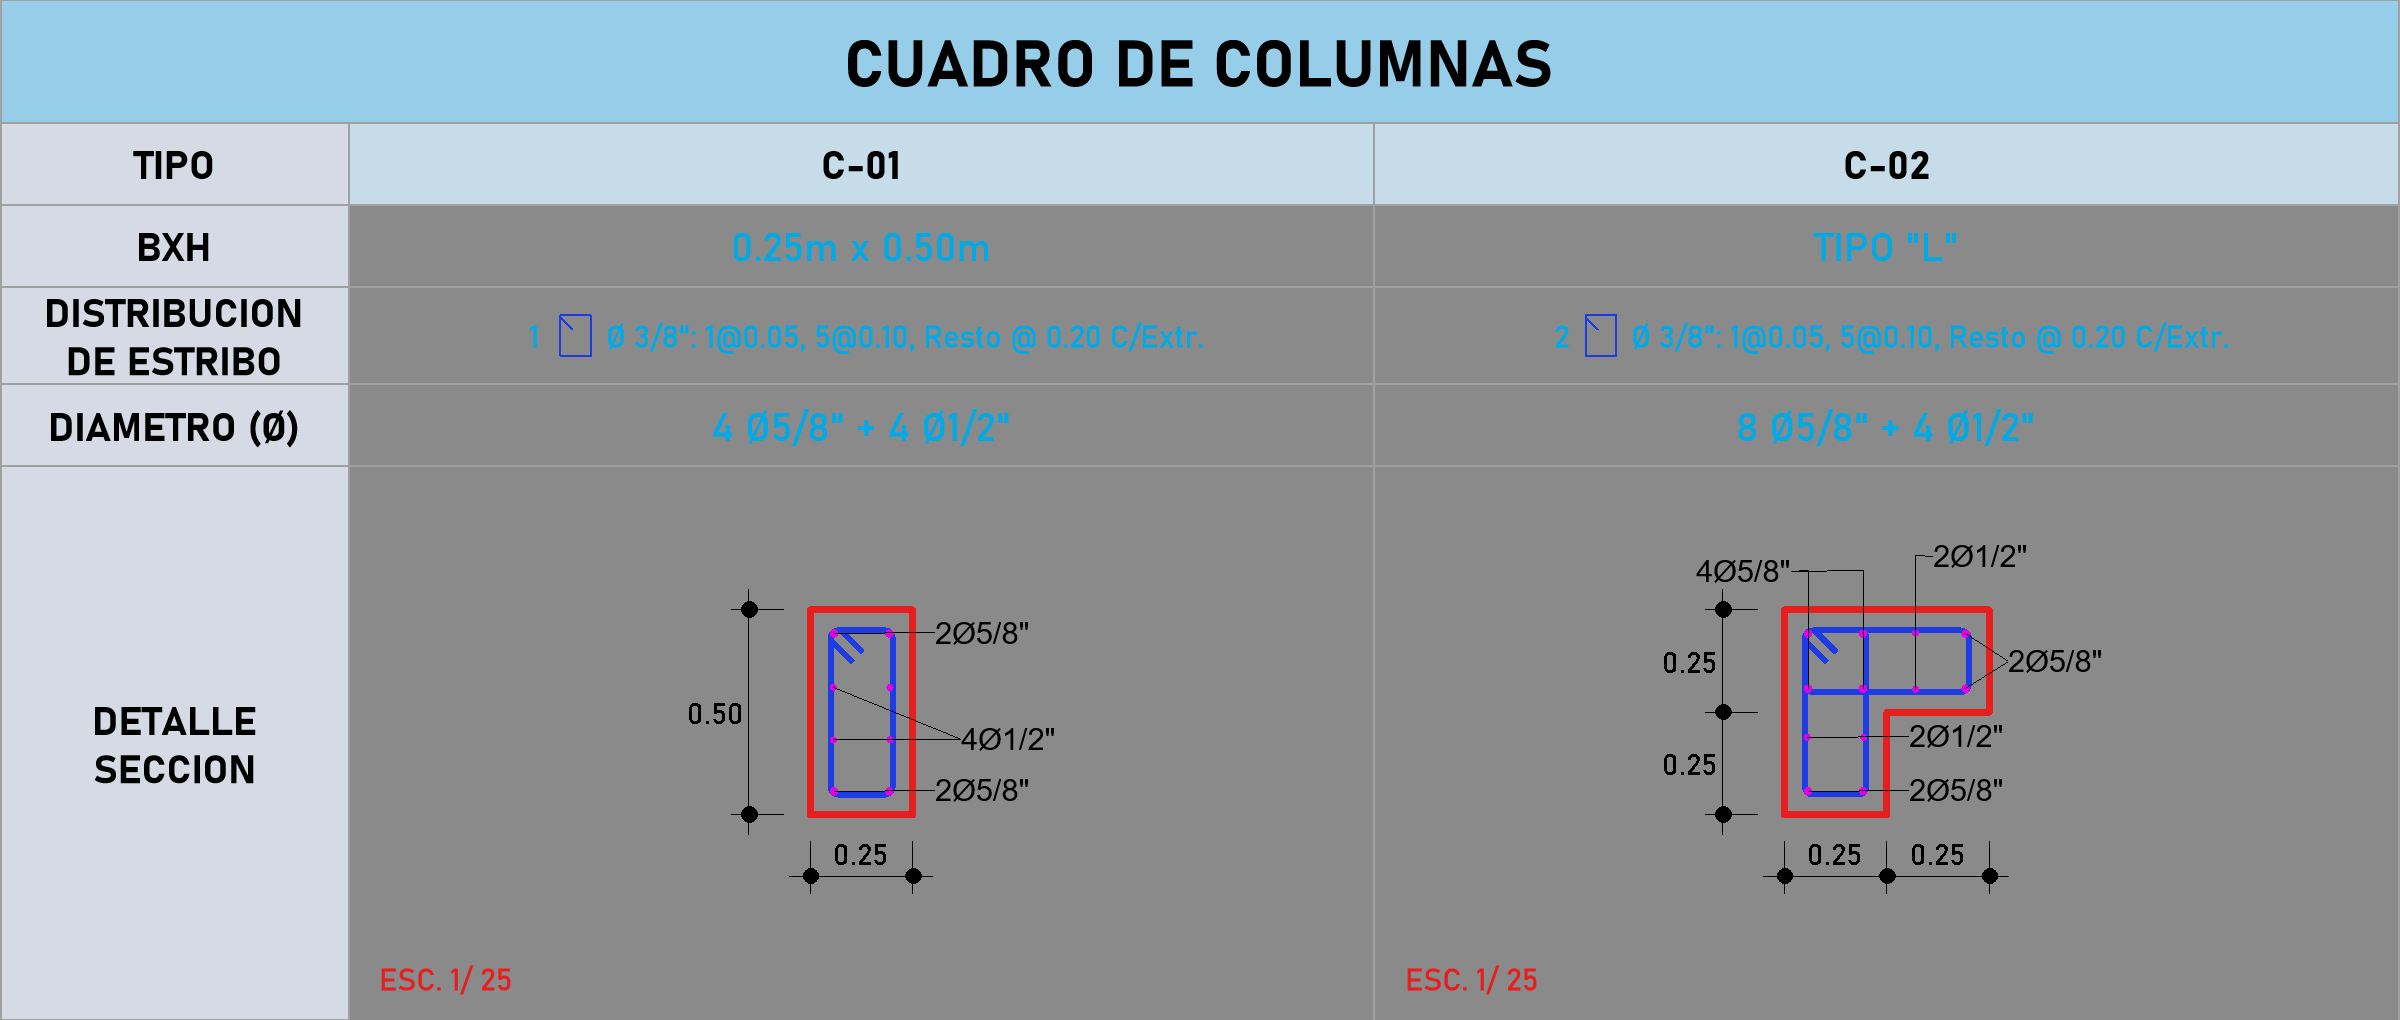 CUADRO DE COLUMNAS
TIPO
C-01
C-02
BXH
0.25m x 0.50m
TIPO "L"
DISTRIBUCION
DE ESTRIBO
1 Ø 3/8": 1@0.05, 5@0.10, Resto @ 0.20 C/Extr.
2 Ø 3/8": 1@0.05, 5@0.10, Resto @ 0.20 C/Extr.
DIAMETRO (Ø)
4 Ø5/8" + 4 Ø1/2"
8 Ø5/8" + 4 Ø1/2"
DETALLE
SECCION
2Ø5/8"
0.50
4Ø1/2"
2Ø5/8"
0.25
ESC. 1/ 25
2Ø1/2"
4Ø5/8"
0.25
2Ø5/8"
2Ø1/2"
0.25
2Ø5/8"
0.25
0.25
ESC. 1/ 25